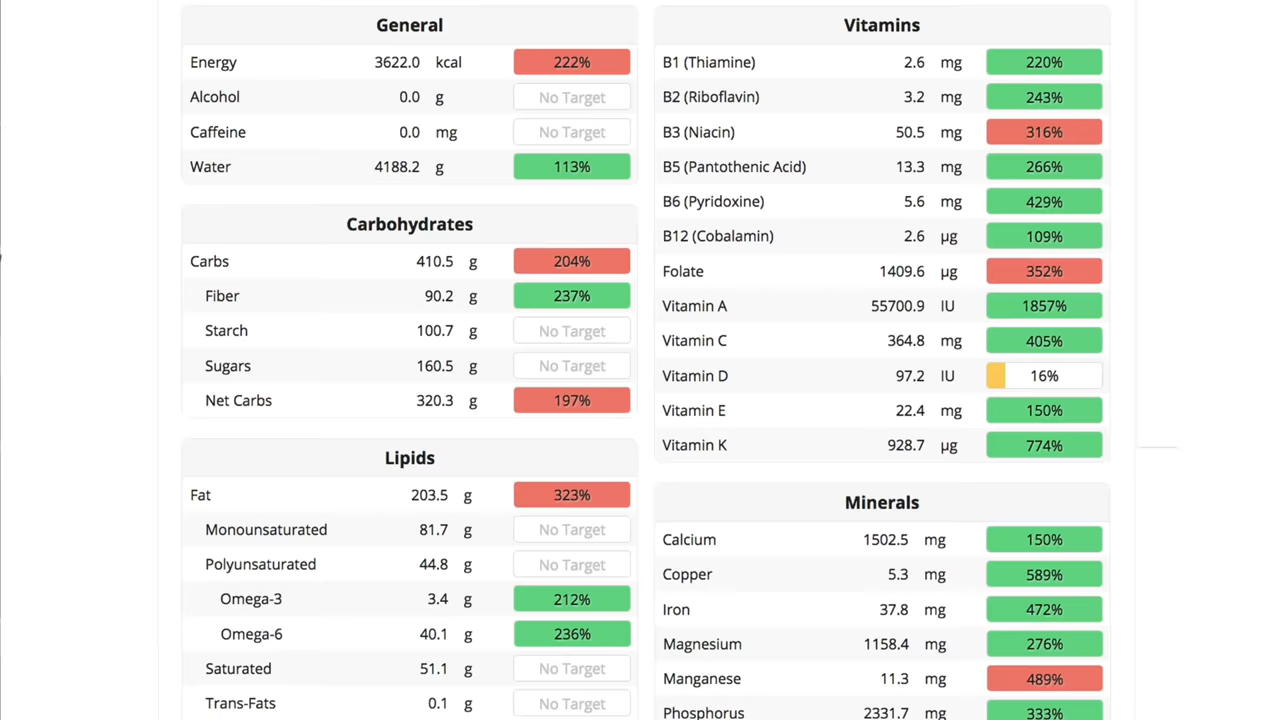 General
Energy 3622.0 kcal 222%
Alcohol 0.0 g No Target
Caffeine 0.0 mg No Target
Water 4188.2 g 113%
Carbohydrates
Carbs 410.5 g 204%
Fiber 90.2 g 237%
Starch 100.7 g No Target
Sugars 160.5 g No Target
Net Carbs 320.3 g 197%
Lipids
Fat 203.5 g 323%
Monounsaturated 81.7 g No Target
Polyunsaturated 44.8 g No Target
Omega-3 3.4 g 212%
Omega-6 40.1 g 236%
Saturated 51.1 g No Target
Trans-Fats 0.1 g No Target
Vitamins
B1 (Thiamine) 2.6 mg 220%
B2 (Riboflavin) 3.2 mg 243%
B3 (Niacin) 50.5 mg 316%
B5 (Pantothenic Acid) 13.3 mg 266%
B6 (Pyridoxine) 5.6 mg 429%
B12 (Cobalamin) 2.6 µg 109%
Folate 1409.6 µg 352%
Vitamin A 55700.9 IU 1857%
Vitamin C 364.8 mg 405%
Vitamin D 97.2 IU 16%
Vitamin E 22.4 mg 150%
Vitamin K 928.7 µg 774%
Minerals
Calcium 1502.5 mg 150%
Copper 5.3 mg 589%
Iron 37.8 mg 472%
Magnesium 1158.4 mg 276%
Manganese 11.3 mg 489%
Phosphorus 2331.7 mg 333%